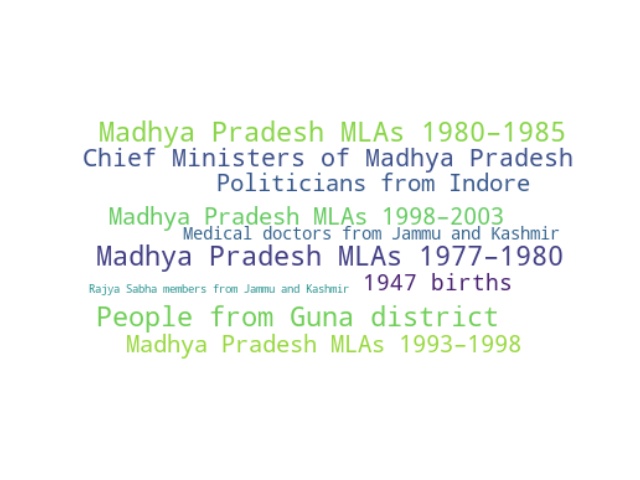 Madhya Pradesh MLAs 1980–1985
Chief Ministers of Madhya Pradesh
Politicians from Indore
Madhya Pradesh MLAs 1998–2003
Medical doctors from Jammu and Kashmir
Madhya Pradesh MLAs 1977–1980
Rajya Sabha members from Jammu and Kashmir 1947 births
People from Guna district
Madhya Pradesh MLAs 1993–1998